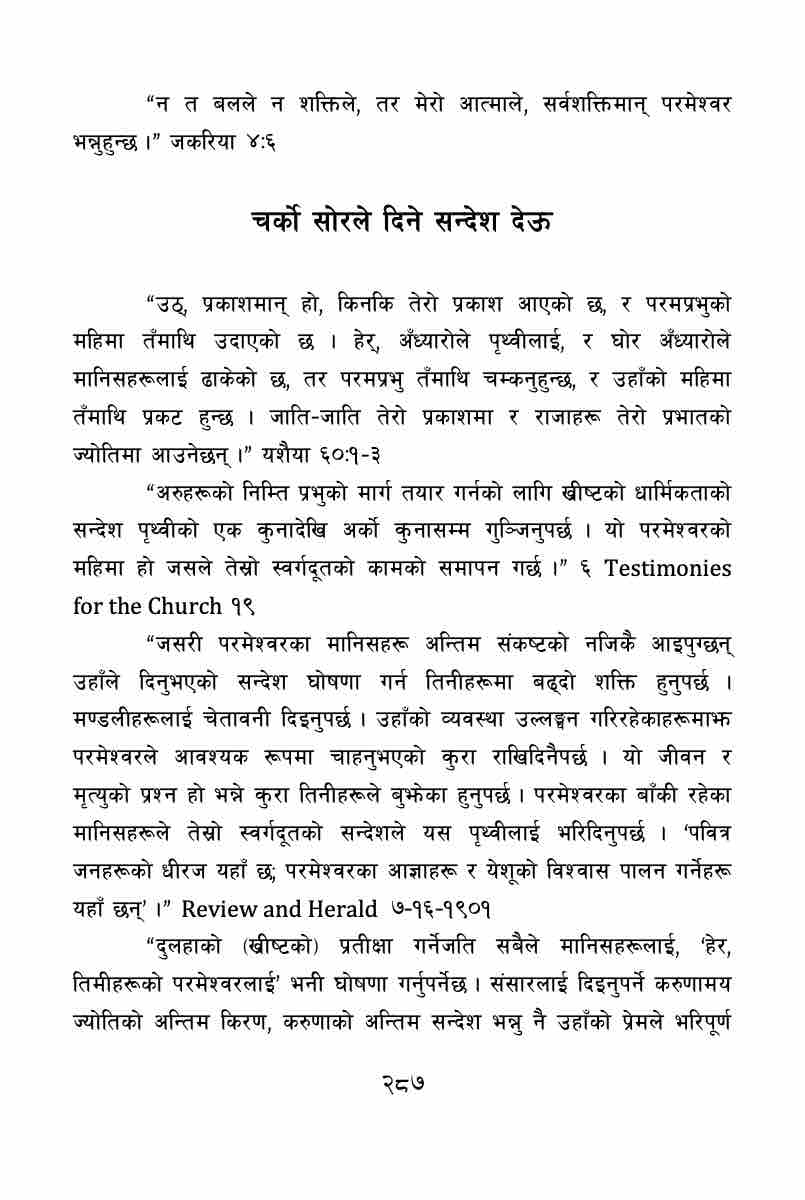 “न त बलले न शक्तिले, तर मेरो आत्माले, सर्वशक्तिमान् परमेश्वर
भन्नुहुन्छ।” जकरिया ४:६
चर्को सोरले दिने सन्देश देऊ
“उठ्, प्रकाशमान् हो, किनकि तेरो प्रकाश आएको छ, र परमप्रभुको
महिमा तँमाथि उदाएको छ । हेर्, अँध्यारोले पृथ्वीलाई, र घोर अँध्यारोले
मानिसहरूलाई ढाकेको छ, तर परमप्रभु तँमाथि चम्कनुहुन्छ, र उहाँको महिमा
तँमाथि प्रकट हुन्छ । जाति-जाति तेरो प्रकाशमा र राजाहरू तेरो प्रभातको
ज्योतिमा आउनेछन् ।” यशैया ६०:१-३
“अरुहरूको निम्ति प्रभुको मार्ग तयार गर्नको लागि ख्रीष्टको धार्मिकताको
सन्देश पृथ्वीको एक कुनादेखि अर्को कुनासम्म गुञ्जिनुपर्छ । यो परमेश्वरको
महिमा हो जसले तेस्रो स्वर्गदूतको कामको समापन गर्छ ।” ६ Testimonies
for the Church १९
“जसरी परमेश्वरका मानिसहरू अन्तिम संकष्टको नजिकै आइपुग्छन्
उहाँले दिनुभएको सन्देश घोषणा गर्न तिनीहरूमा बढ्दो शक्ति हुनुपर्छ ।
मण्डलीहरूलाई चेतावनी दिइनुपर्छ । उहाँको व्यवस्था उल्लङ्घन गरिरहेकाहरूमाझ
परमेश्वरले आवश्यक रूपमा चाहनुभएको कुरा राखिदिनैपर्छ । यो जीवन र
मृत्युको प्रश्न हो भन्ने कुरा तिनीहरूले बुझेका हुनुपर्छ । परमेश्वरका बाँकी रहेका
मानिसहरूले तेस्रो स्वर्गदूतको सन्देशले यस पृथ्वीलाई भरिदिनुपर्छ । ‘पवित्र
जनहरूको धीरज यहाँ छ; परमेश्वरका आज्ञाहरू र येशूको विश्वास पालन गर्नेहरू
यहाँ छन्’ ।” Review and Herald ७-१६-१९०१
“दुलहाको (ख्रीष्टको) प्रतीक्षा गर्नेजति सबैले मानिसहरूलाई, ‘हेर,
तिमीहरूको परमेश्वरलाई’ भनी घोषणा गर्नुपर्नेछ । संसारलाई दिइनुपर्ने करुणामय
ज्योतिको अन्तिम किरण, करुणाको अन्तिम सन्देश भन्नु नै उहाँको प्रेमले भरिपूर्ण
२८७